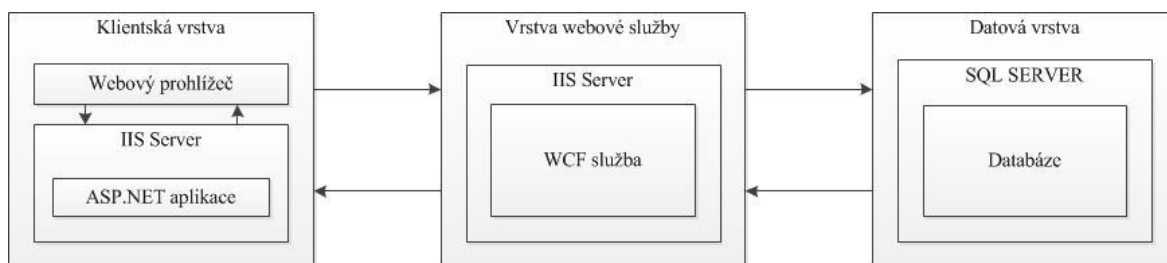 Klientská vrstva
Webový prohlížeč
IIS Server
ASP.NET aplikace
Vrstva webové služby
IIS Server
WCF služba
Datová vrstva
SQL SERVER
Databáze